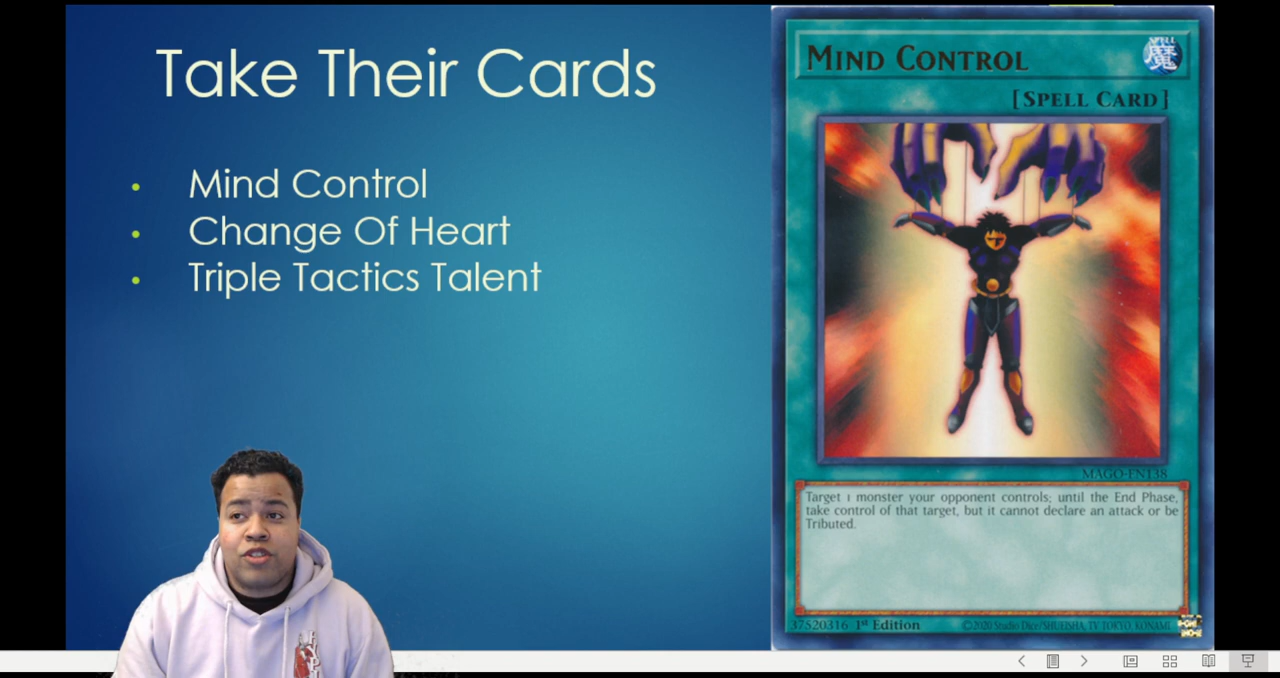 Take Their Cards
• Mind Control
• Change Of Heart
• Triple Tactics Talent
MIND CONTROL
SPELL
魔
[SPELL CARD]
MAGO-EN138
Target 1 monster your opponent controls; until the End Phase,
take control of that target, but it cannot declare an attack or be
Tributed.
37520316 1st Edition
©2020 Studio Dice/SHUEISHA, TV TOKYO, KONAMI